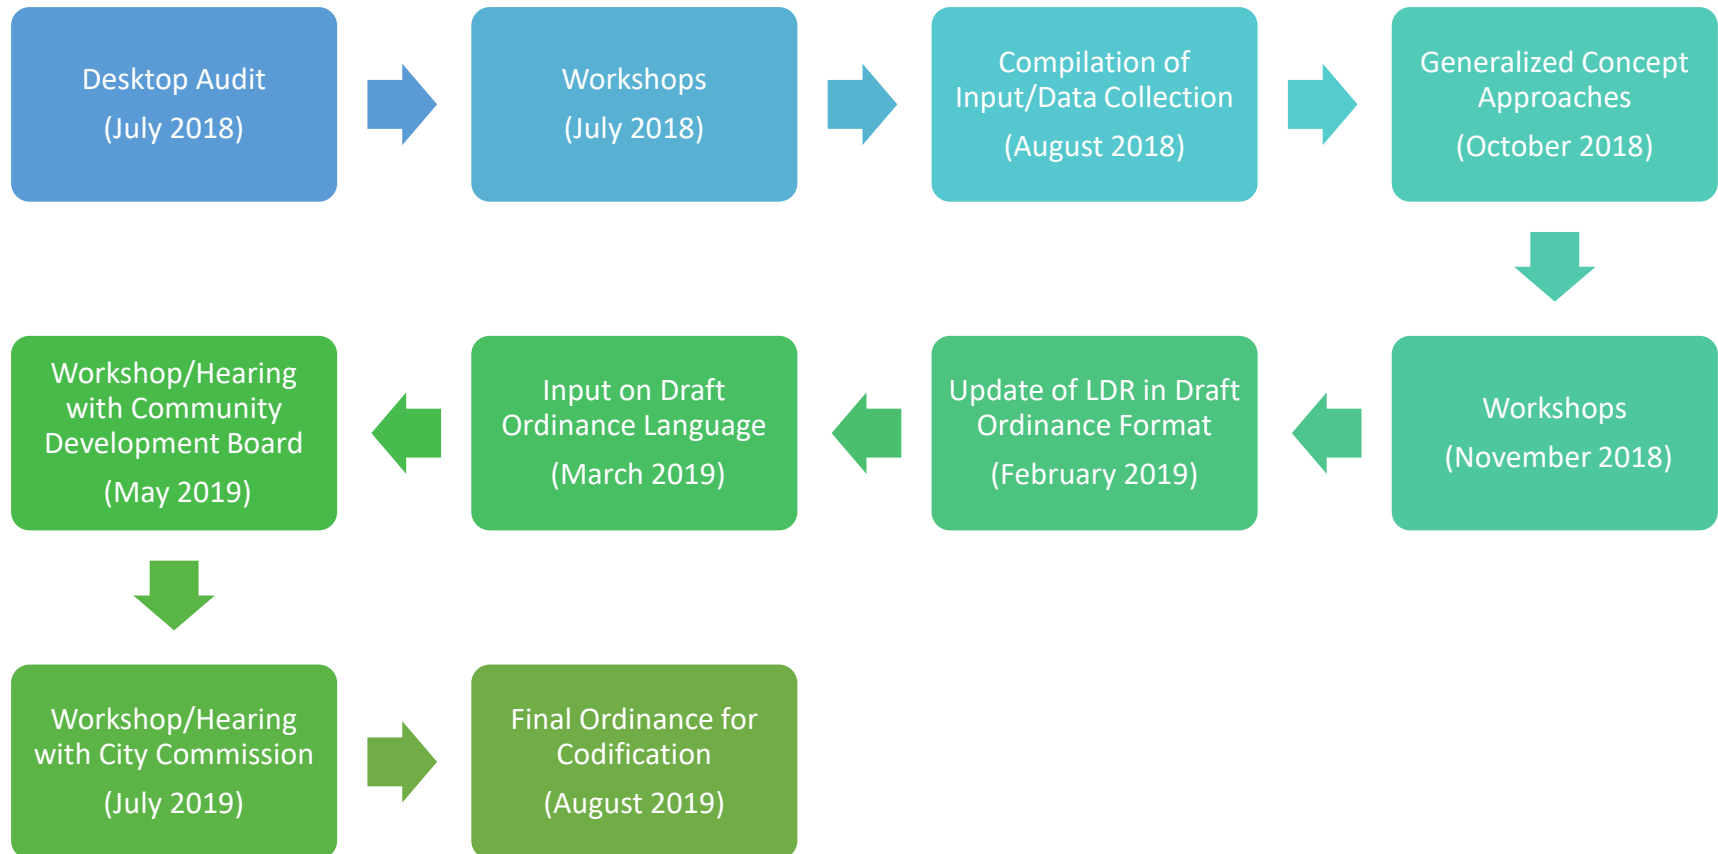 Desktop Audit
(July 2018)
Workshops
(July 2018)
Compilation of
Input/Data Collection
(August 2018)
Generalized Concept
Approaches
(October 2018)
Workshops
(November 2018)
Update of LDR in Draft
Ordinance Format
(February 2019)
Input on Draft
Ordinance Language
(March 2019)
Workshop/Hearing
with Community
Development Board
(May 2019)
Workshop/Hearing
with City Commission
(July 2019)
Final Ordinance for
Codification
(August 2019)